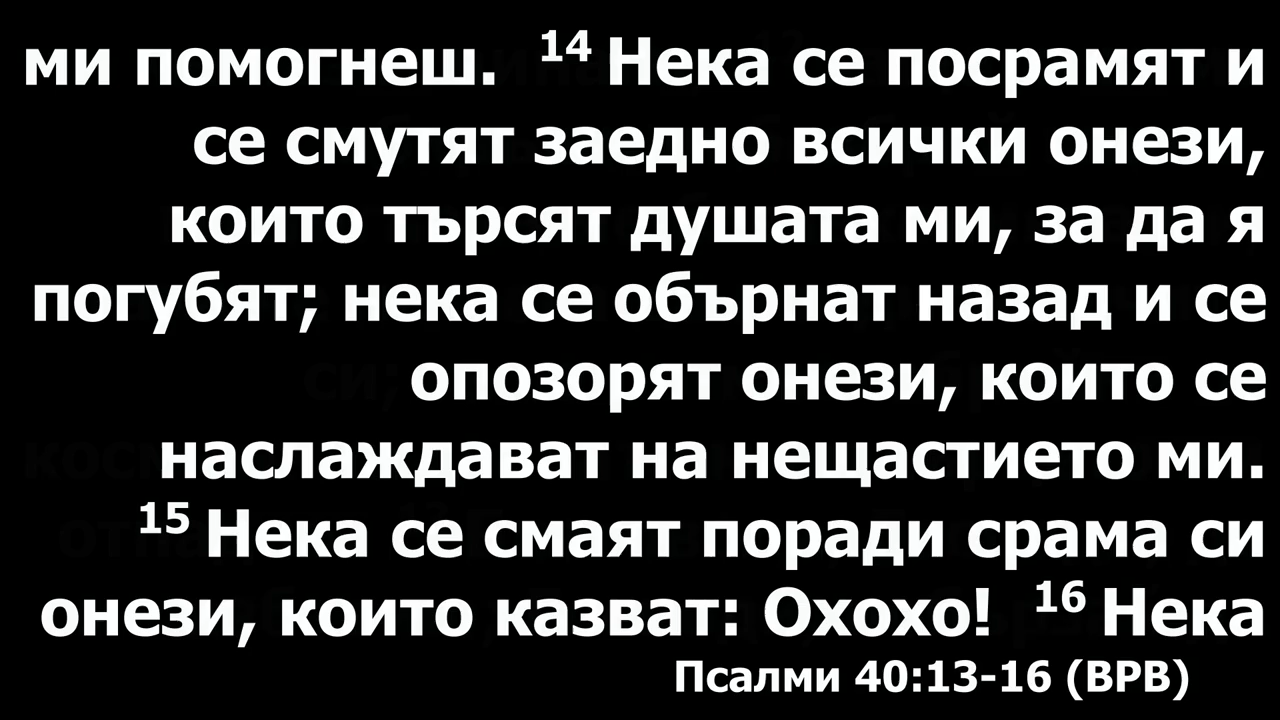 ми помогнеш. 14 Нека се посрамят и
се смутят заедно всички онези,
които търсят душата ми, за да я
погубят; нека се обърнат назад и се
опозорят онези, които се
наслаждават на нещастието ми.
15 Нека се смаят поради срама си
онези, които казват: Охохо! 16 Нека
Псалми 40:13-16 (ВРВ)